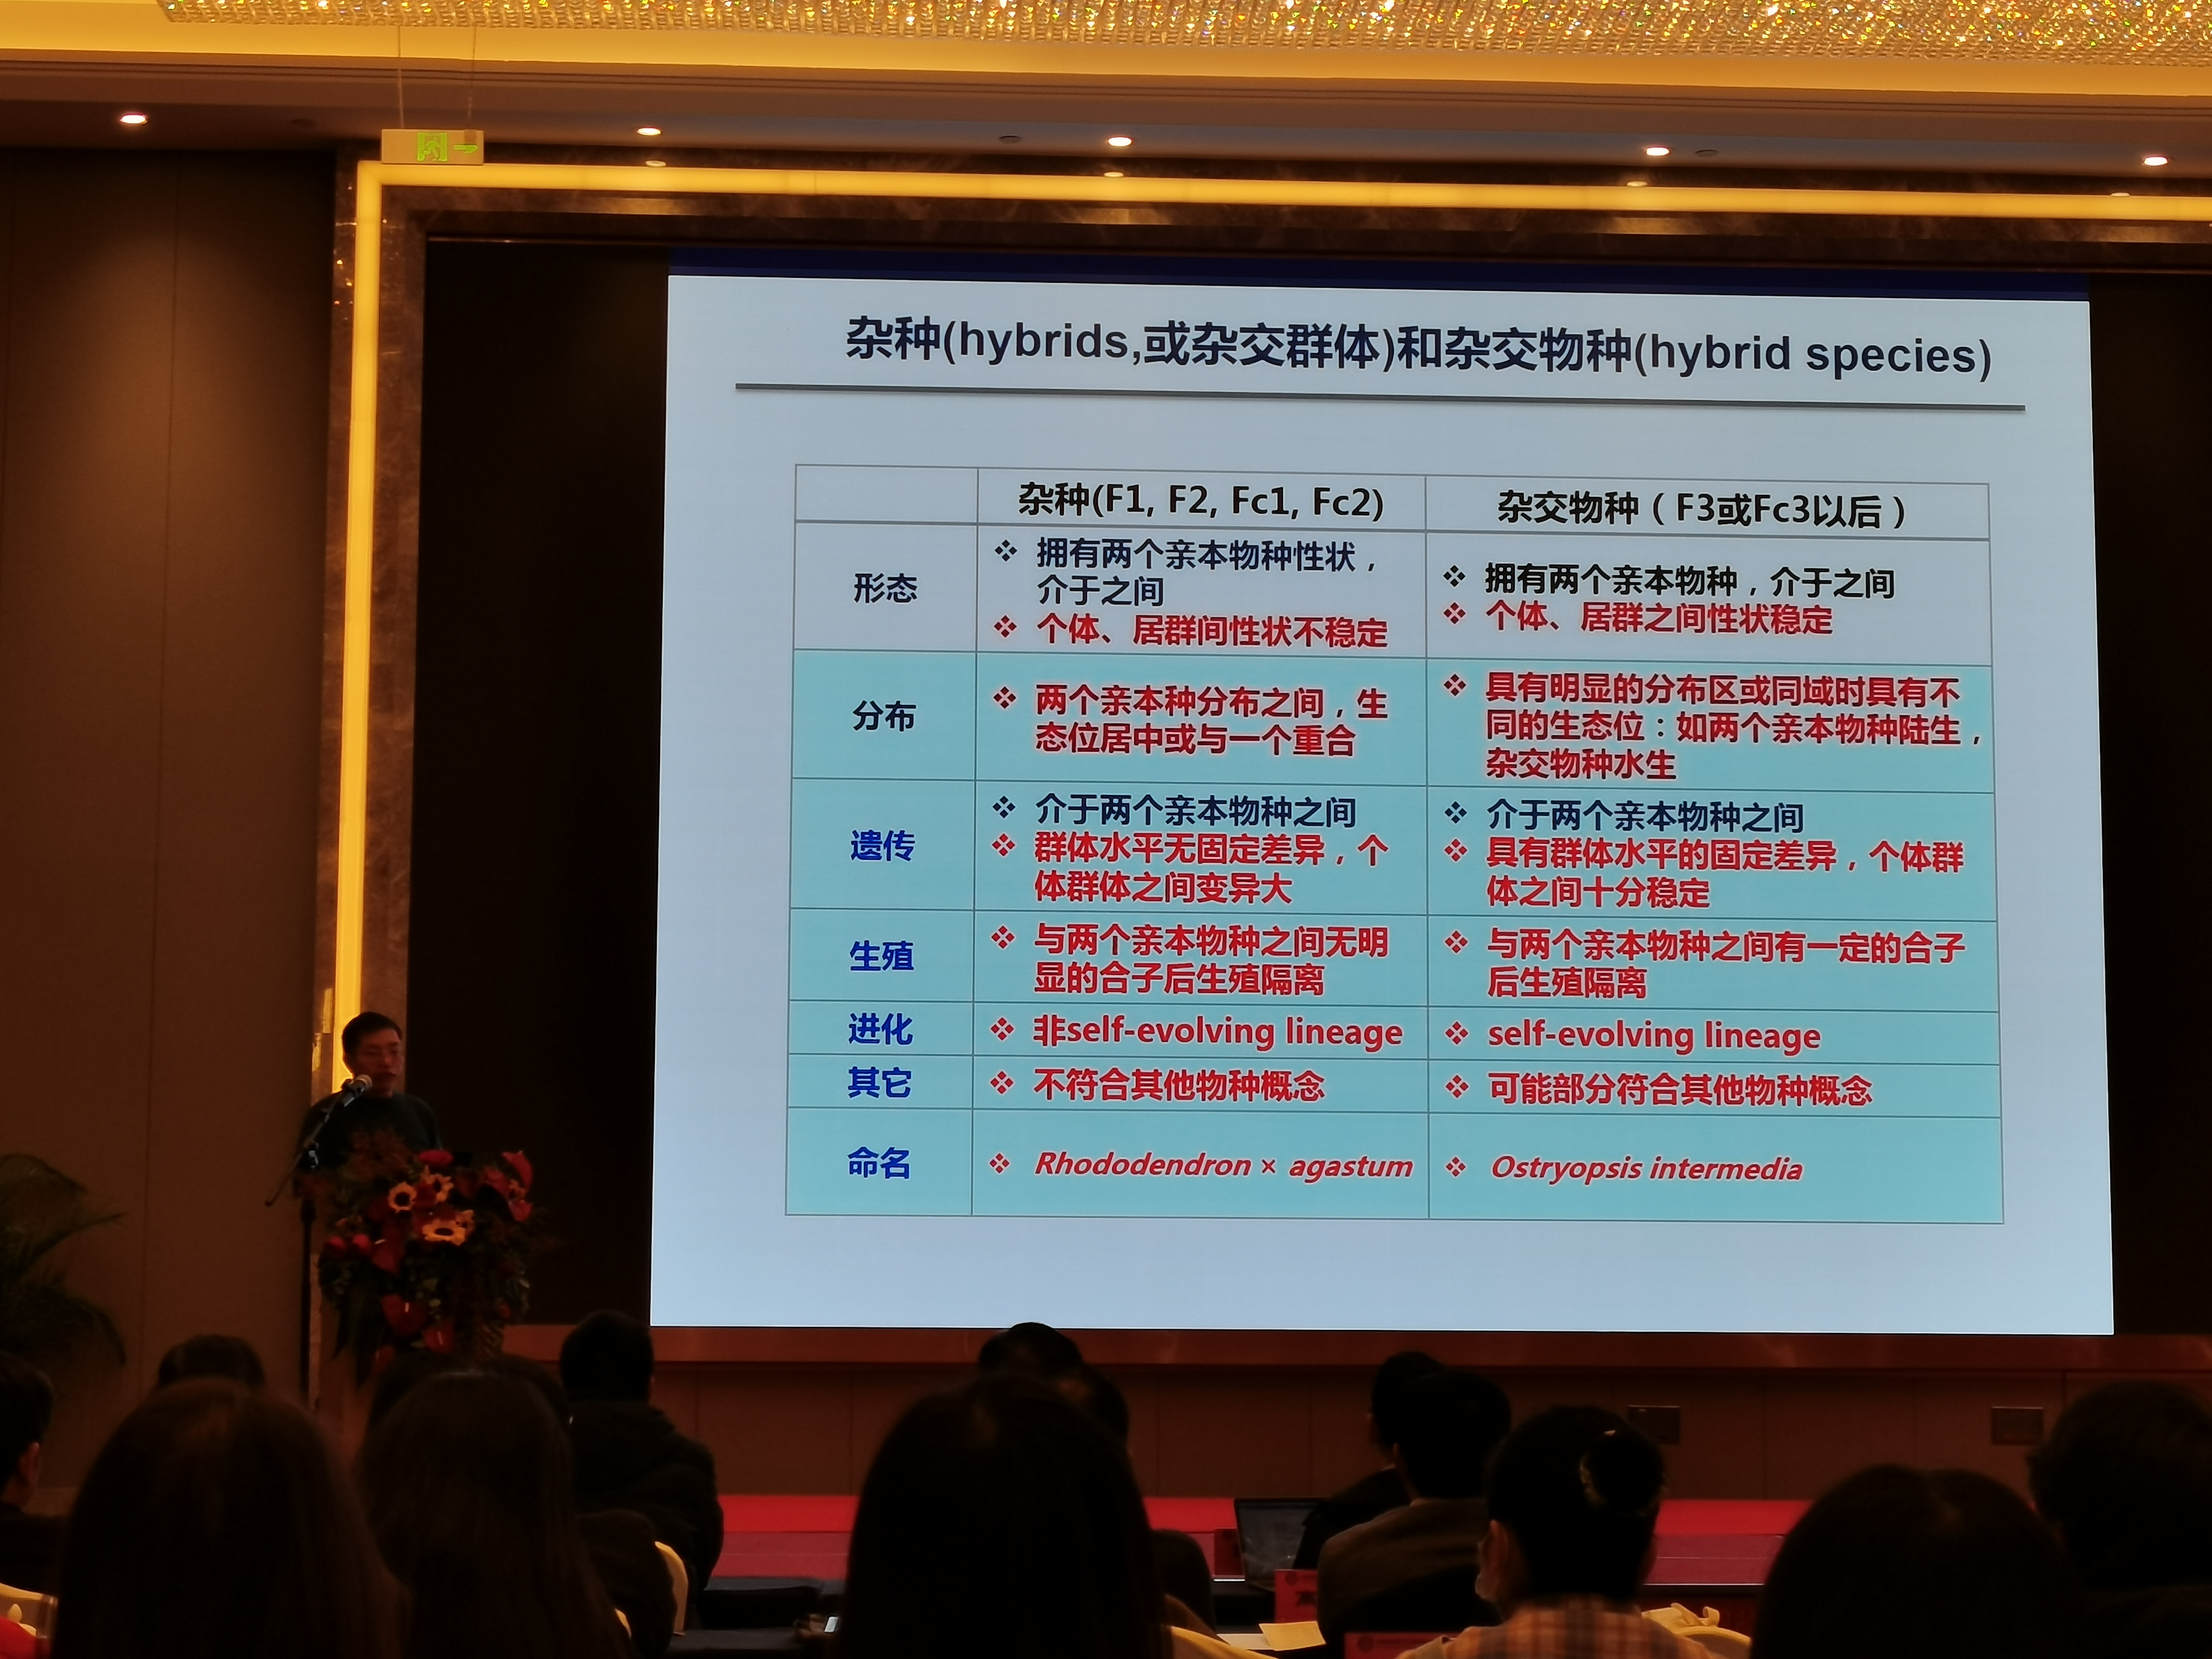 杂种(hybrids,或杂交群体)和杂交物种(hybrid species)
杂种(F1, F2, Fc1, Fc2)
杂交物种（F3或Fc3以后）
形态
拥有两个亲本物种性状，
介于之间
个体、居群间性状不稳定
拥有两个亲本物种，介于之间
个体、居群之间性状稳定
分布
两个亲本种分布之间，生
态位居中或与一个重合
具有明显的分布区或同域时具有不
同的生态位：如两个亲本物种陆生，
杂交物种水生
遗传
介于两个亲本物种之间
群体水平无固定差异，个
体群体之间变异大
介于两个亲本物种之间
具有群体水平的固定差异，个体群
体之间十分稳定
生殖
与两个亲本物种之间无明
显的合子后生殖隔离
与两个亲本物种之间有一定的合子
后生殖隔离
进化
非self-evolving lineage
self-evolving lineage
其它
不符合其他物种概念
可能部分符合其他物种概念
命名
Rhododendron × agastum
Ostryopsis intermedia